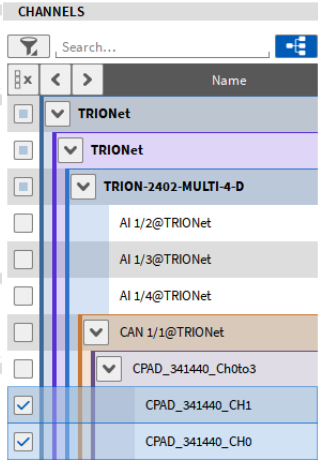 CHANNELS
Search...
Name
TRIONet
TRIONet
TRION-2402-MULTI-4-D
AI 1/2@TRIONet
AI 1/3@TRIONet
AI 1/4@TRIONet
CAN 1/1@TRIONet
CPAD_341440_Ch0to3
CPAD_341440_CH1
CPAD_341440_CH0